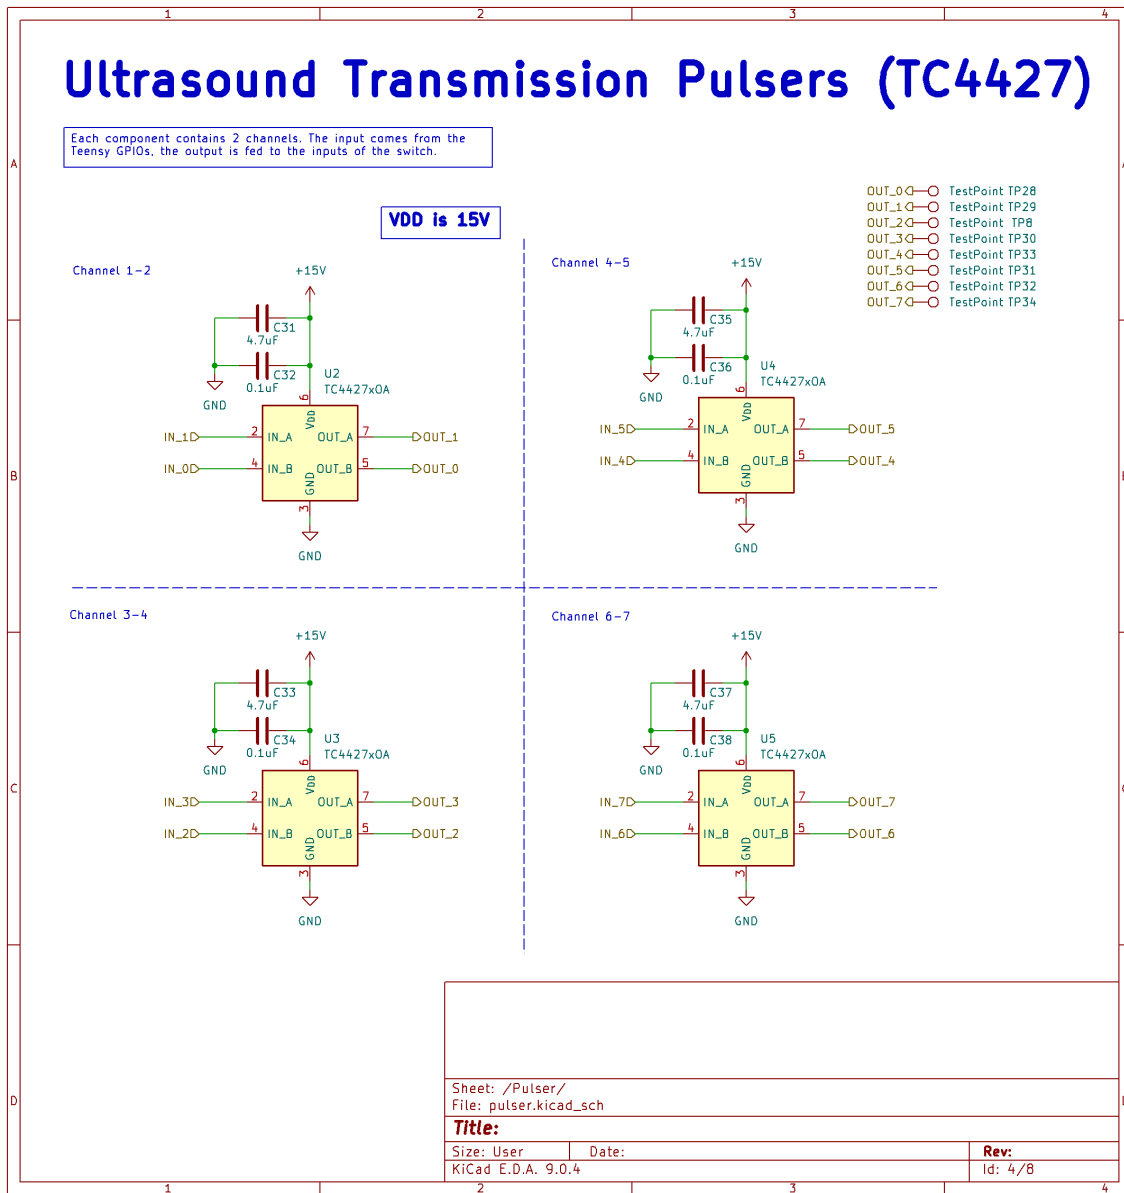 1 2 3 4
Ultrasound Transmission Pulsers (TC4427)
Each component contains 2 channels. The input comes from the
Teensy GPIOs, the output is fed to the inputs of the switch.
A
OUT_0 TestPoint TP28
OUT_1 TestPoint TP29
OUT_2 TestPoint TP8
OUT_3 TestPoint TP30
OUT_4 TestPoint TP33
OUT_5 TestPoint TP31
OUT_6 TestPoint TP32
OUT_7 TestPoint TP34
VDD is 15V
Channel 1-2
+15V
C31
4.7uF
C32
0.1uF
GND
U2
TC4427xOA
6
VDD
IN_1 2 IN_A OUT_A 7 OUT_1
IN_0 4 IN_B OUT_B 5 OUT_0
GND
3
GND
Channel 4-5
+15V
C35
4.7uF
C36
0.1uF
GND
U4
TC4427xOA
6
VDD
IN_5 2 IN_A OUT_A 7 OUT_5
IN_4 4 IN_B OUT_B 5 OUT_4
GND
3
GND
B
Channel 3-4
+15V
C33
4.7uF
C34
0.1uF
GND
U3
TC4427xOA
6
VDD
IN_3 2 IN_A OUT_A 7 OUT_3
IN_2 4 IN_B OUT_B 5 OUT_2
GND
3
GND
Channel 6-7
+15V
C37
4.7uF
C38
0.1uF
GND
U5
TC4427xOA
6
VDD
IN_7 2 IN_A OUT_A 7 OUT_7
IN_6 4 IN_B OUT_B 5 OUT_6
GND
3
GND
C
D
Sheet: /Pulser/
File: pulser.kicad_sch
Title:
Size: User Date: Rev:
KiCad E.D.A. 9.0.4 Id: 4/8
1 2 3 4